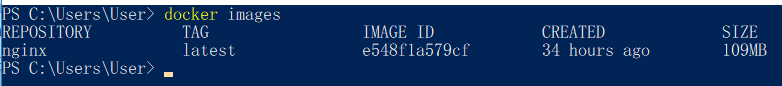 PS C:\Users\User> docker images
REPOSITORY TAG IMAGE ID CREATED SIZE
nginx latest e548f1a579cf 34 hours ago 109MB
PS C:\Users\User>